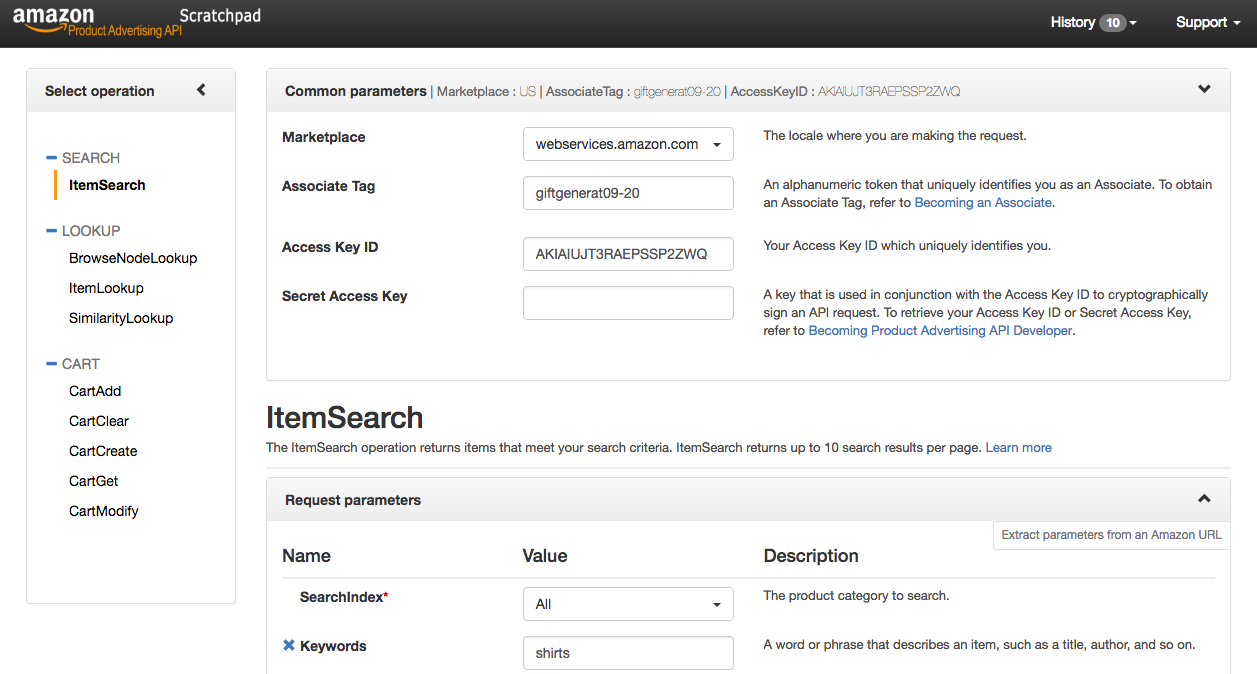 amazon
Product Advertising API
Scratchpad
History 10
Support
Select operation
SEARCH
ItemSearch
LOOKUP
BrowseNodeLookup
ItemLookup
SimilarityLookup
CART
CartAdd
CartClear
CartCreate
CartGet
CartModify
Common parameters | Marketplace : US | AssociateTag : giftgenerat09-20 | AccessKeyID : AKIAIUJT3RAEPSSP2ZWQ
Marketplace
webservices.amazon.com
The locale where you are making the request.
Associate Tag
giftgenerat09-20
An alphanumeric token that uniquely identifies you as an Associate. To obtain
an Associate Tag, refer to Becoming an Associate.
Access Key ID
AKIAIUJT3RAEPSSP2ZWQ
Your Access Key ID which uniquely identifies you.
Secret Access Key
A key that is used in conjunction with the Access Key ID to cryptographically
sign an API request. To retrieve your Access Key ID or Secret Access Key,
refer to Becoming Product Advertising API Developer.
ItemSearch
The ItemSearch operation returns items that meet your search criteria. ItemSearch returns up to 10 search results per page. Learn more
Request parameters
Extract parameters from an Amazon URL
Name
Value
Description
SearchIndex*
All
The product category to search.
Keywords
shirts
A word or phrase that describes an item, such as a title, author, and so on.